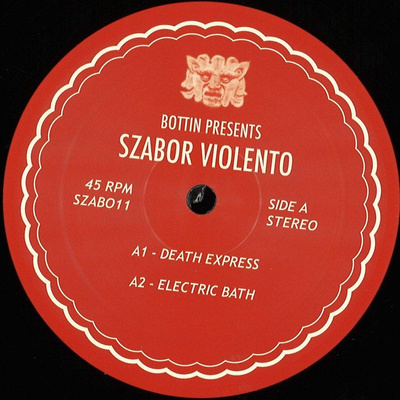 BOTTIN PRESENTS
SZABOR VIOLENTO
45 RPM
SZABO11
SIDE A
STEREO
A1 - DEATH EXPRESS
A2 - ELECTRIC BATH